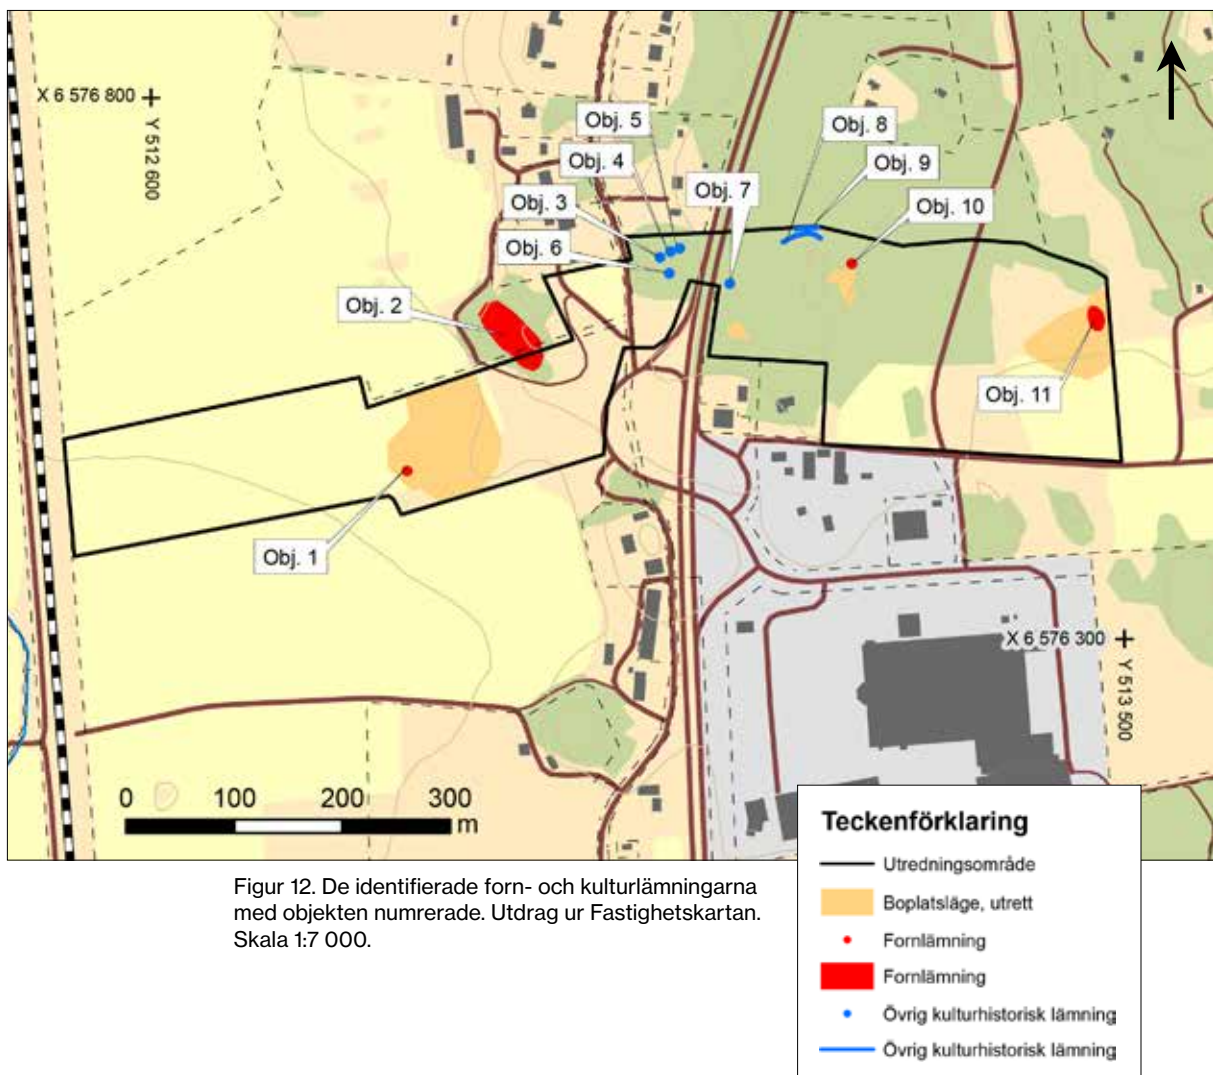 X 6 576 800
Y 512 600
Obj. 5
Obj. 4
Obj. 3
Obj. 6
Obj. 7
Obj. 8
Obj. 9
Obj. 10
Obj. 2
Obj. 11
Obj. 1
X 6 576 300
Y 513 500
0 100 200 300
m
Figur 12. De identifierade forn- och kulturlämningarna
med objekten numrerade. Utdrag ur Fastighetskartan.
Skala 1:7 000.
Teckenförklaring
Utredningsområde
Boplatsläge, utrett
Fornlämning
Fornlämning
Övrig kulturhistorisk lämning
Övrig kulturhistorisk lämning